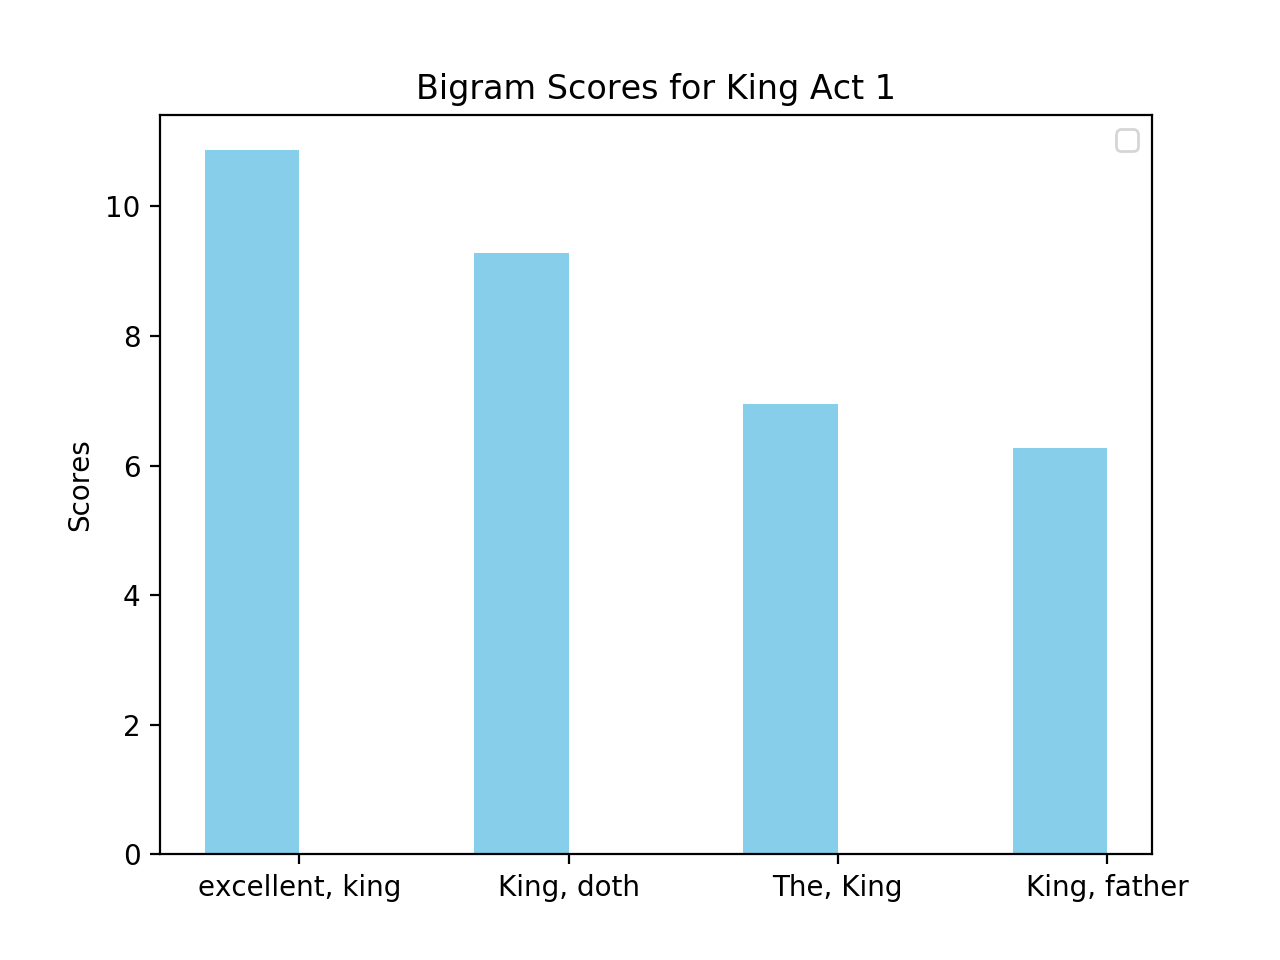 Bigram Scores for King Act 1
Scores
10
8
6
4
2
0
excellent, king
King, doth
The, King
King, father